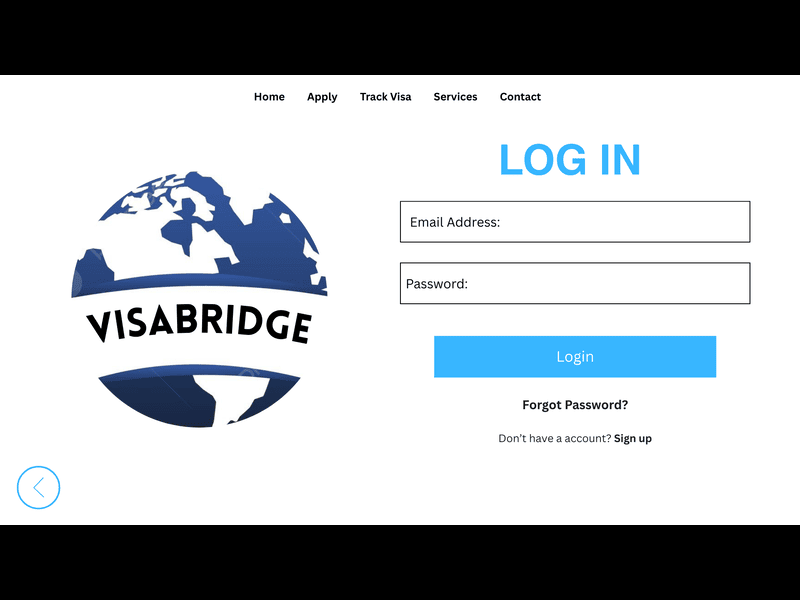 Home Apply Track Visa Services Contact
LOG IN
VISABRIDGE
Email Address:
Password:
Login
Forgot Password?
Don't have a account? Sign up